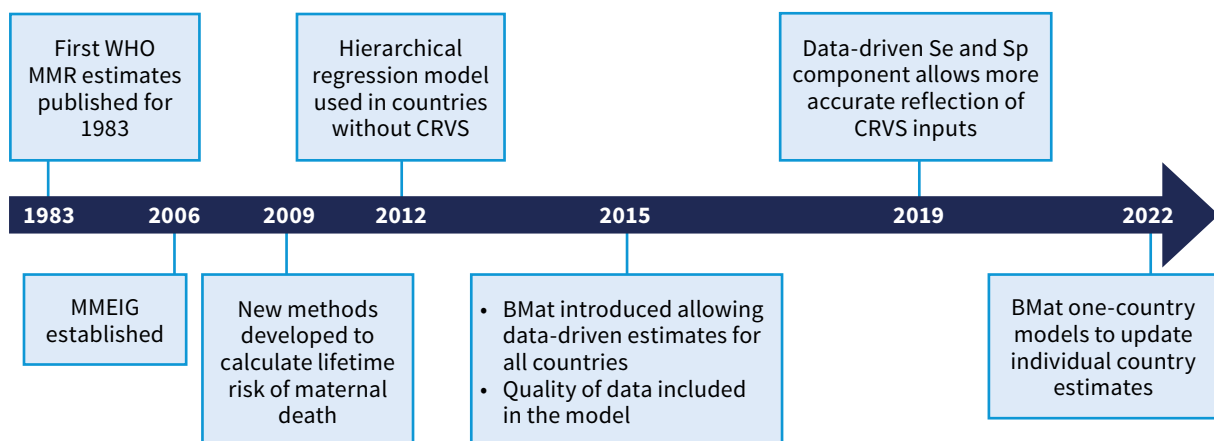 First WHO
MMR estimates
published for
1983
Hierarchical
regression model
used in countries
without CRVS
Data-driven Se and Sp
component allows more
accurate reflection of
CRVS inputs
1983 2006 2009 2012 2015 2019 2022
MMEIG
established
New methods
developed to
calculate lifetime
risk of maternal
death
• BMat introduced allowing
data-driven estimates for
all countries
• Quality of data included
in the model
BMat one-country
models to update
individual country
estimates